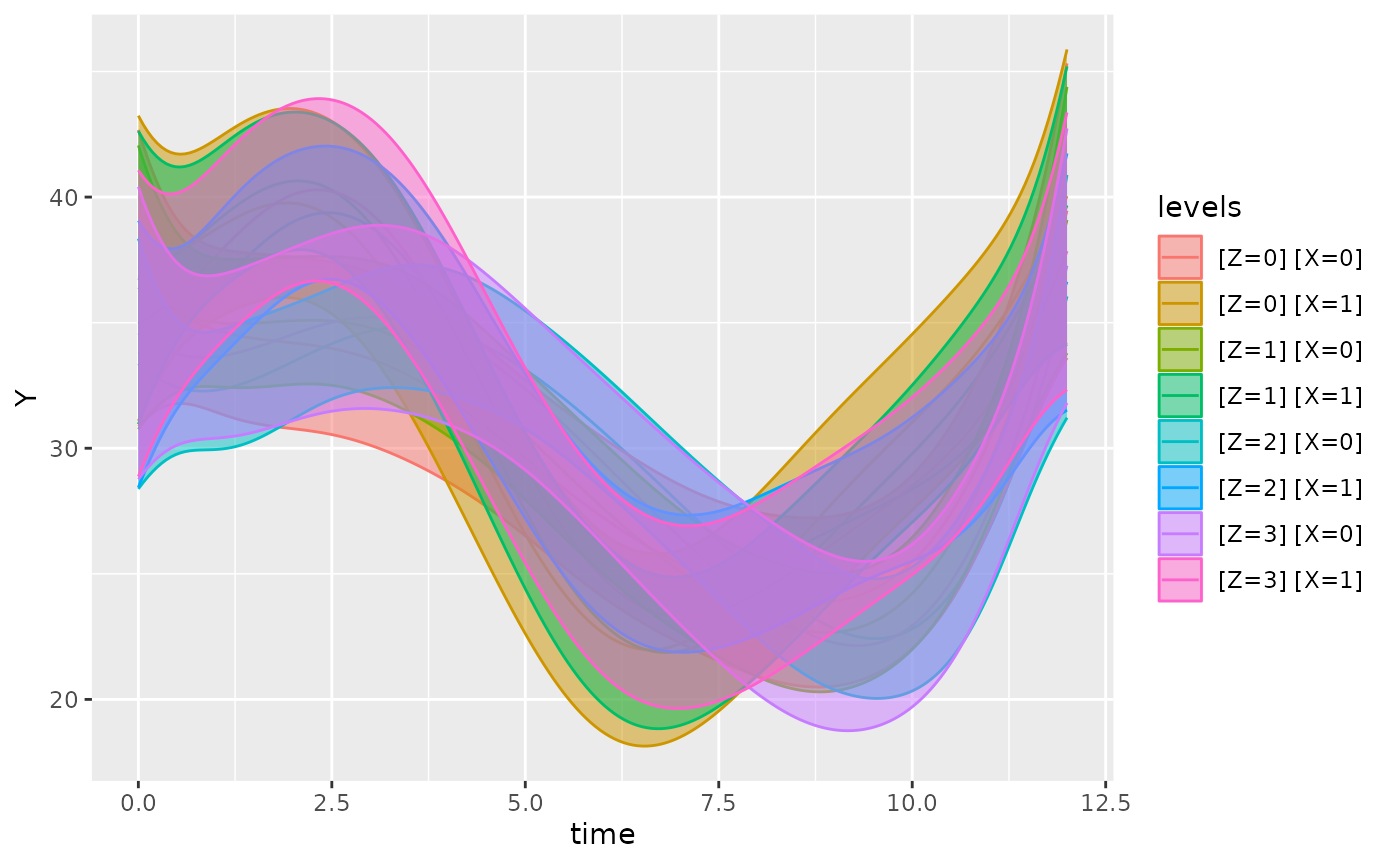 40
30
20
Y
0.0
2.5
5.0
7.5
10.0
12.5
time
levels
[Z=0] [X=0]
[Z=0] [X=1]
[Z=1] [X=0]
[Z=1] [X=1]
[Z=2] [X=0]
[Z=2] [X=1]
[Z=3] [X=0]
[Z=3] [X=1]